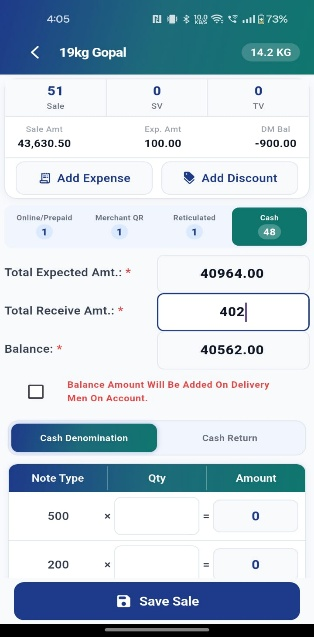 4:05
10.0 KB/s
73%
19kg Gopal
14.2 KG
51 0 0
Sale SV TV
Sale Amt Exp. Amt DM Bal
43,630.50 100.00 -900.00
Add Expense Add Discount
Online/Prepaid Merchant QR Reticulated Cash
1 1 1 48
Total Expected Amt.: * 40964.00
Total Receive Amt.: * 402
Balance: * 40562.00
Balance Amount Will Be Added On Delivery
Men On Account.
Cash Denomination Cash Return
Note Type Qty Amount
500 × = 0
200 × = 0
Save Sale